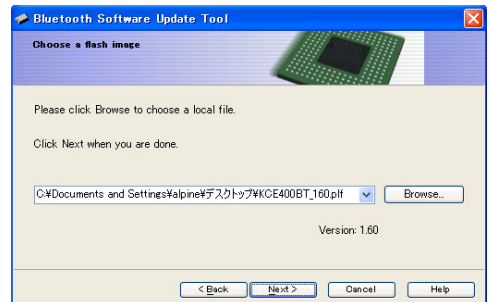 Bluetooth Software Update Tool
Choose a flash image
Please click Browse to choose a local file.
Click Next when you are done.
C:¥Documents and Settings¥alpine¥デスクトップ¥KCE400BT_160.plf
Browse...
Version: 1.60
< Back Next > Cancel Help